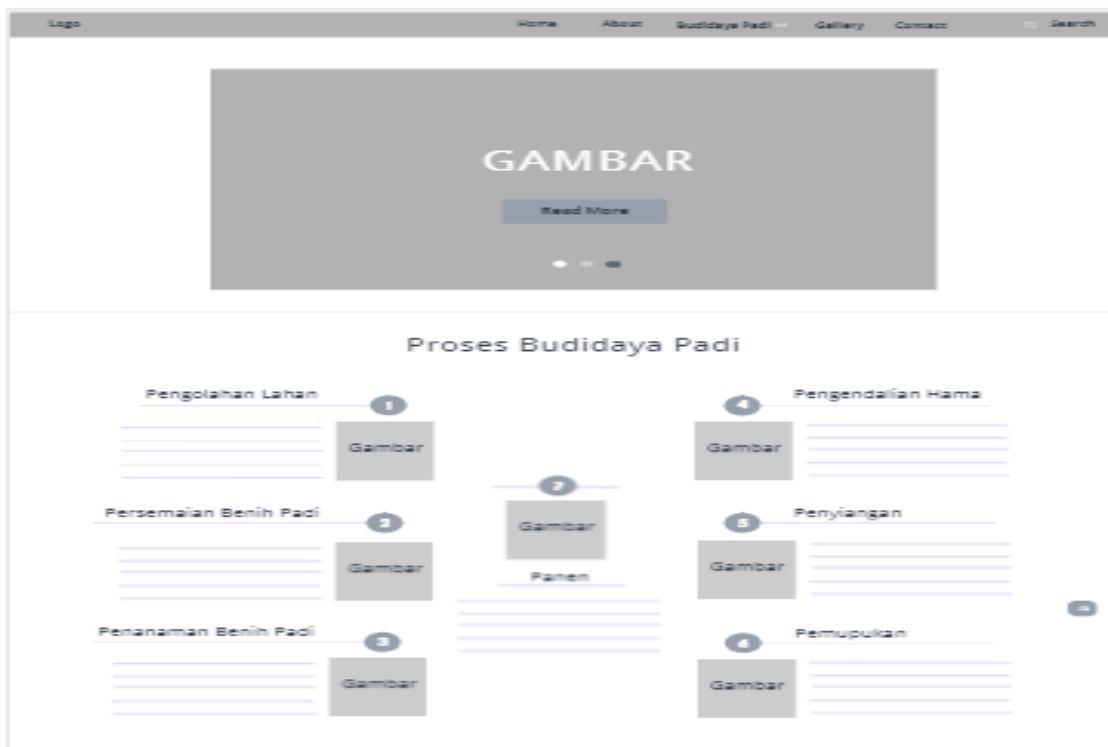 Logo Home About Budidaya Padi Gallery Contact Search
GAMBAR
Read More
Proses Budidaya Padi
Pengolahan Lahan
1
Gambar
Persemaian Benih Padi
2
Gambar
Penanaman Benih Padi
3
Gambar
7
Gambar
Panen
Pengendalian Hama
4
Gambar
Penyiangan
5
Gambar
Pemupukan
6
Gambar